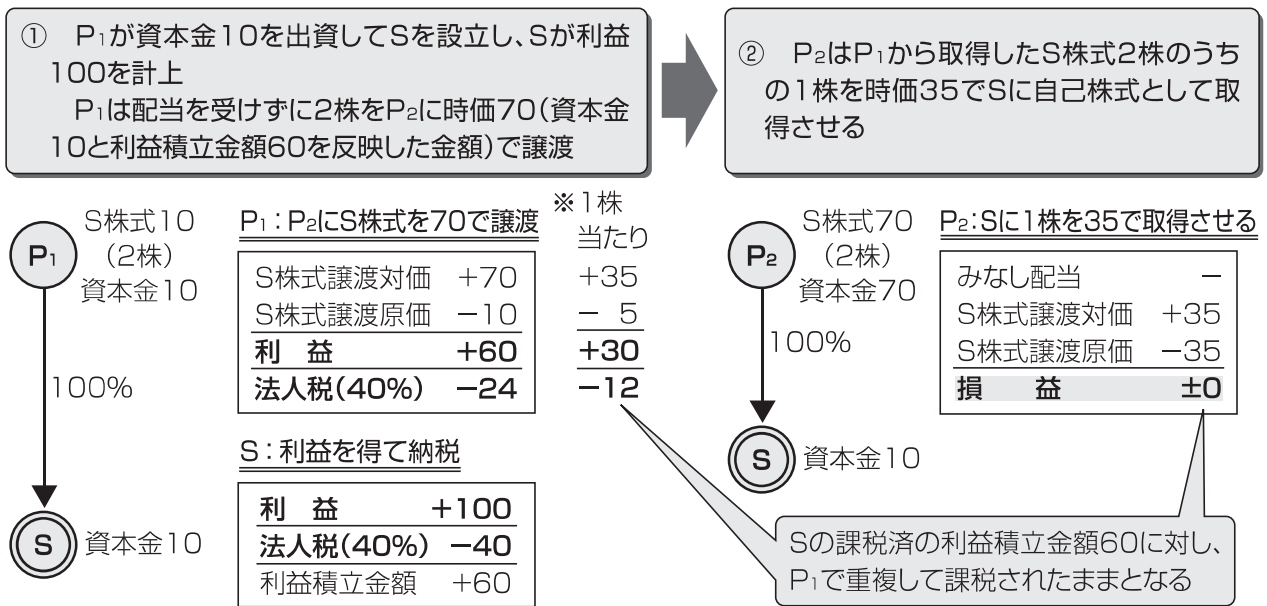 ① P₁が資本金10を出資してSを設立し、Sが利益
100を計上
P₁は配当を受けずに2株をP₂に時価70(資本金
10と利益積立金額60を反映した金額)で譲渡
② P₂はP₁から取得したS株式2株のうち
の1株を時価35でSに自己株式として取
得させる
P₁
S株式10
(2株)
資本金10
100%
S
資本金10
P₁：P₂にS株式を70で譲渡
※1株
当たり
S株式譲渡対価 +70 +35
S株式譲渡原価 −10 − 5
利 益 +60 +30
法人税(40%) −24 −12
S：利益を得て納税
利 益 +100
法人税(40%) −40
利益積立金額 +60
P₂
S株式70
(2株)
資本金70
100%
S
資本金10
P₂：Sに1株を35で取得させる
みなし配当 −
S株式譲渡対価 +35
S株式譲渡原価 −35
損 益 ±0
Sの課税済の利益積立金額60に対し、
P₁で重複して課税されたままとなる